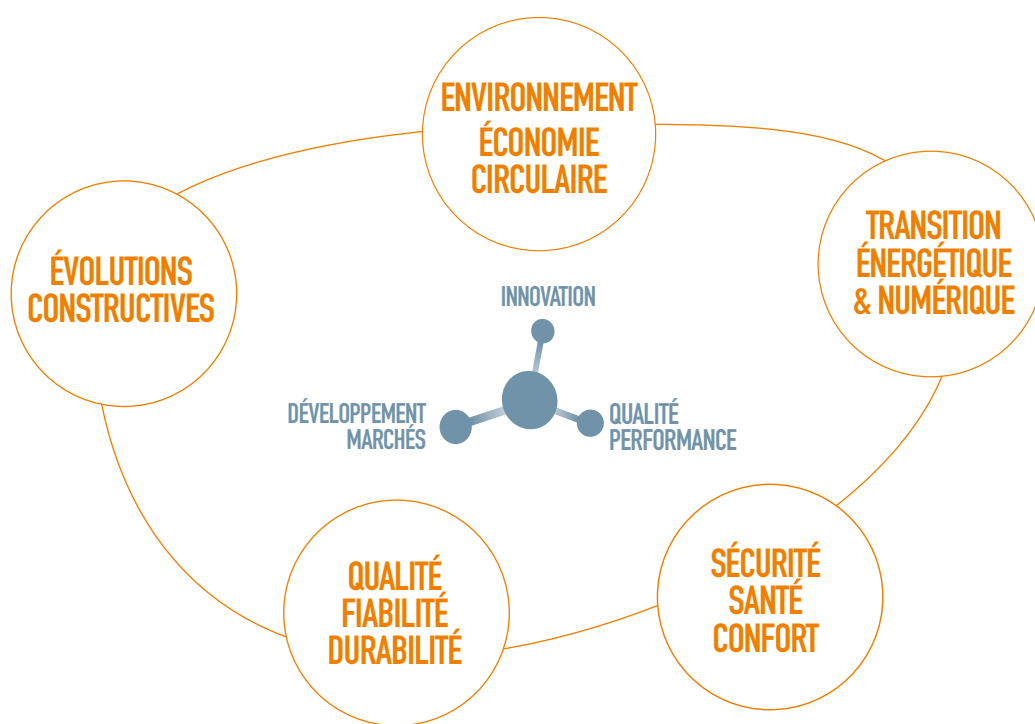 ENVIRONNEMENT
ÉCONOMIE
CIRCULAIRE
TRANSITION
ÉNERGÉTIQUE
& NUMÉRIQUE
ÉVOLUTIONS
CONSTRUCTIVES
INNOVATION
DÉVELOPPEMENT
MARCHÉS
QUALITÉ
PERFORMANCE
QUALITÉ
FIABILITÉ
DURABILITÉ
SÉCURITÉ
SANTÉ
CONFORT